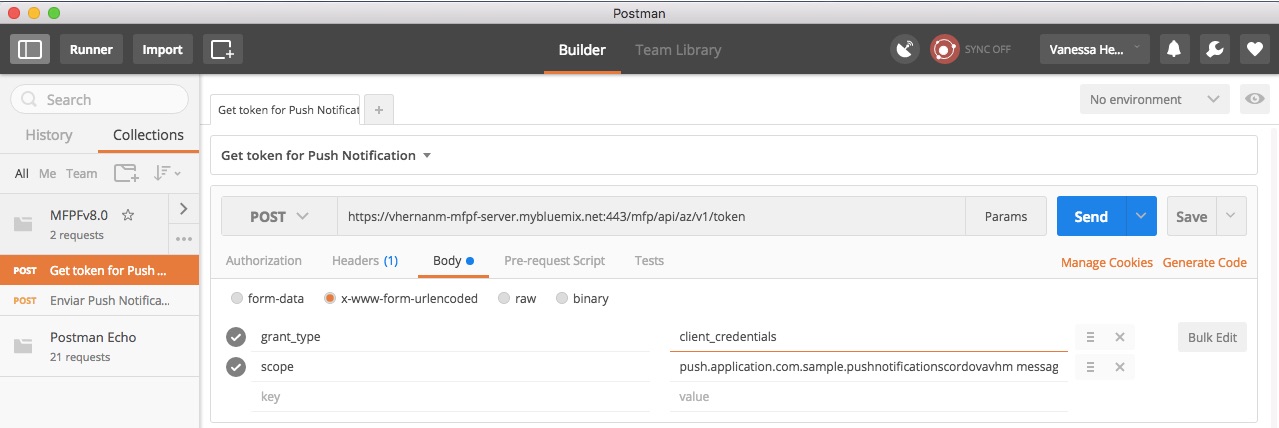 Postman
Runner Import Builder Team Library SYNC OFF Vanessa He...
Search
History Collections
All Me Team
MFPFv8.0
2 requests
POST Get token for Push ...
POST Enviar Push Notifica...
Postman Echo
21 requests
Get token for Push Notificat + No environment
Get token for Push Notification
POST https://vhernanm-mfpf-server.mybluemix.net:443/mfp/api/az/v1/token Params Send Save
Authorization Headers (1) Body Pre-request Script Tests Manage Cookies Generate Code
form-data x-www-form-urlencoded raw binary
grant_type client_credentials Bulk Edit
scope push.application.com.sample.pushnotificationscordovavhm messag
key value